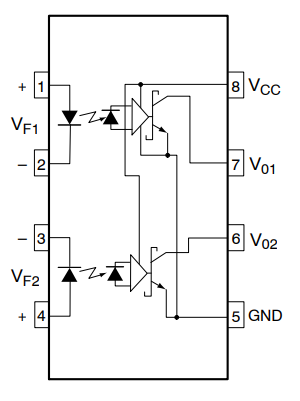 + 1 8 VCC
VF1
− 2 7 V01
− 3 6 V02
VF2
+ 4 5 GND